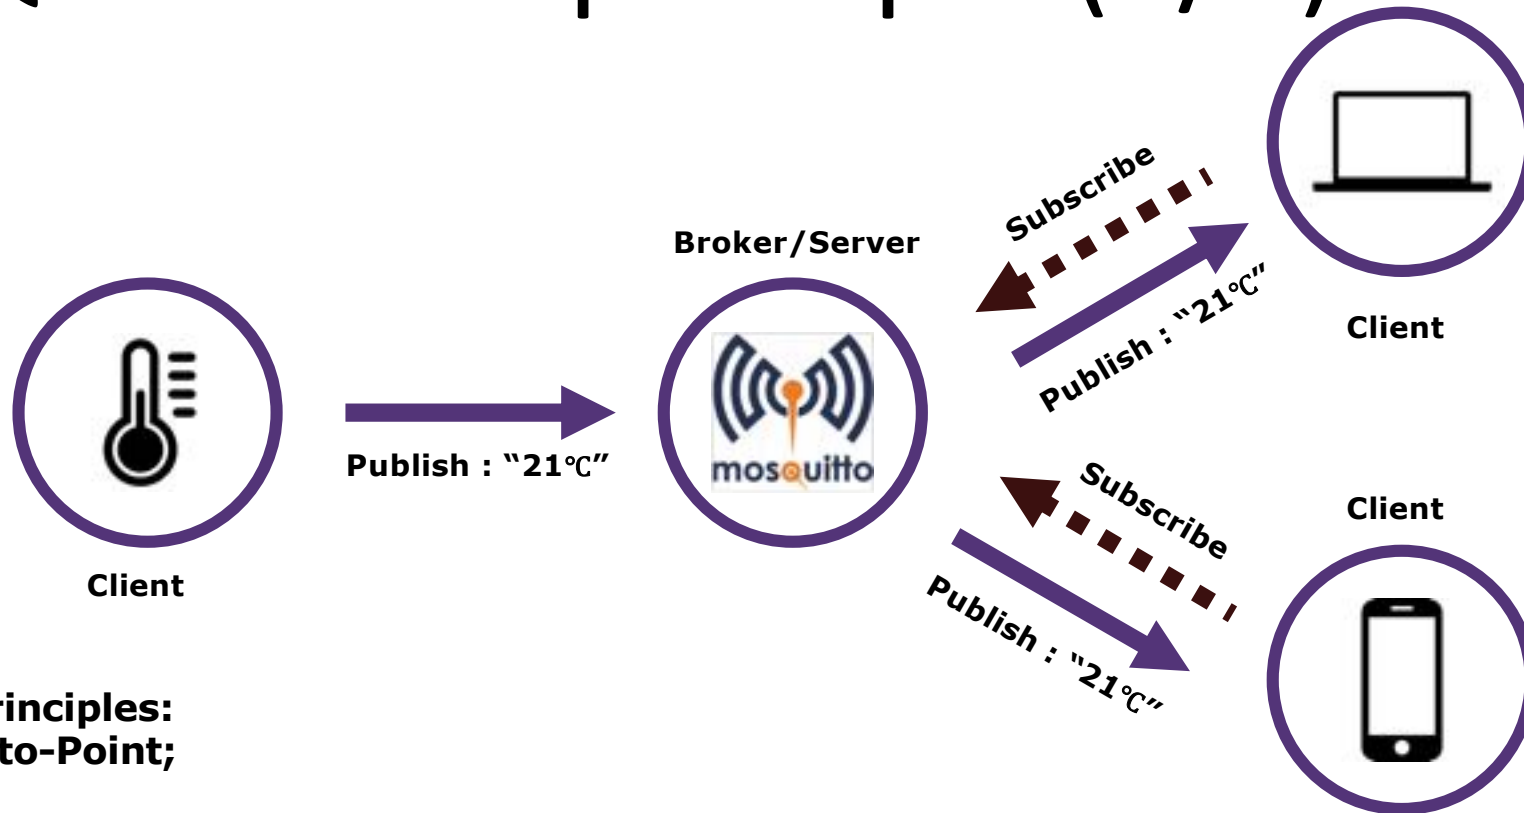 Subscribe
Broker/Server
Publish : “21℃”
Client
mosquitto
Publish : “21℃”
Subscribe
Client
Client
Publish : “21℃”
rinciples:
to-Point;